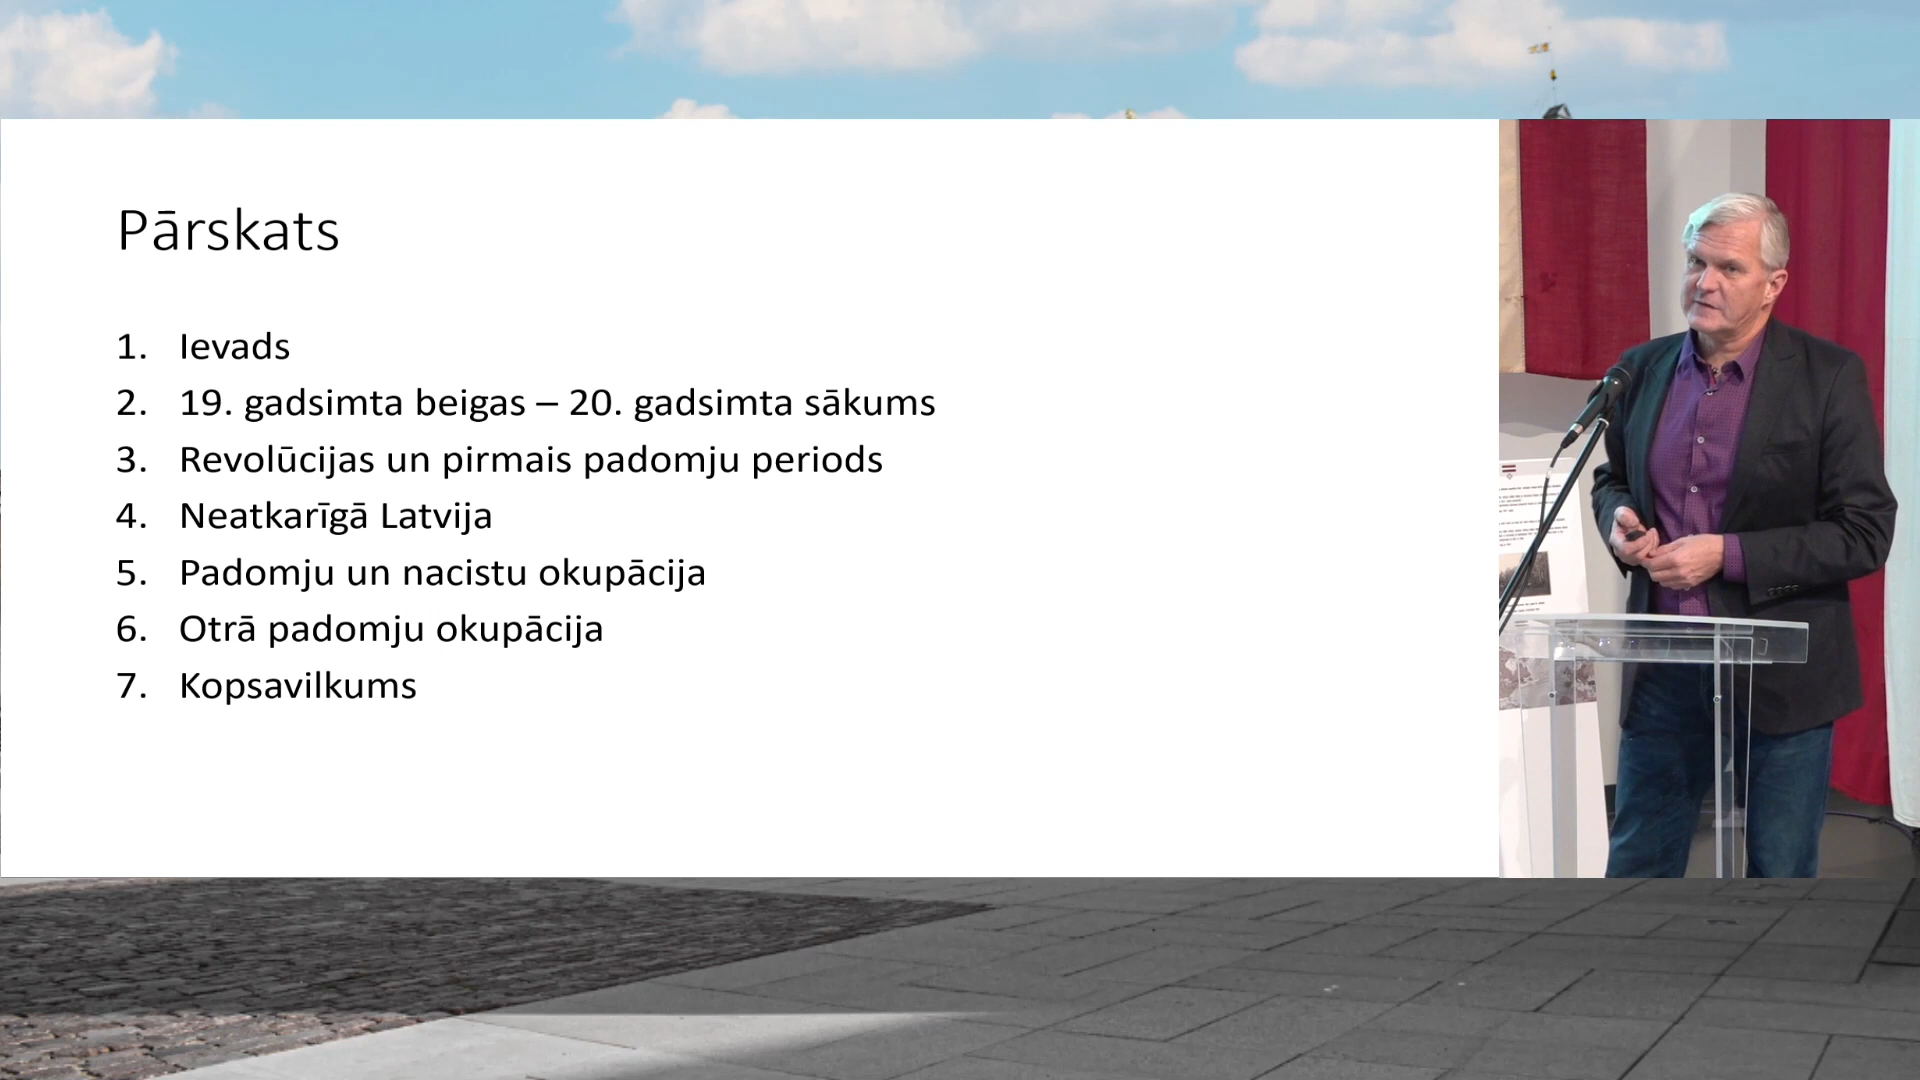 Pārskats
1. Ievads
2. 19. gadsimta beigas – 20. gadsimta sākums
3. Revolūcijas un pirmais padomju periods
4. Neatkarīgā Latvija
5. Padomju un nacistu okupācija
6. Otrā padomju okupācija
7. Kopsavilkums